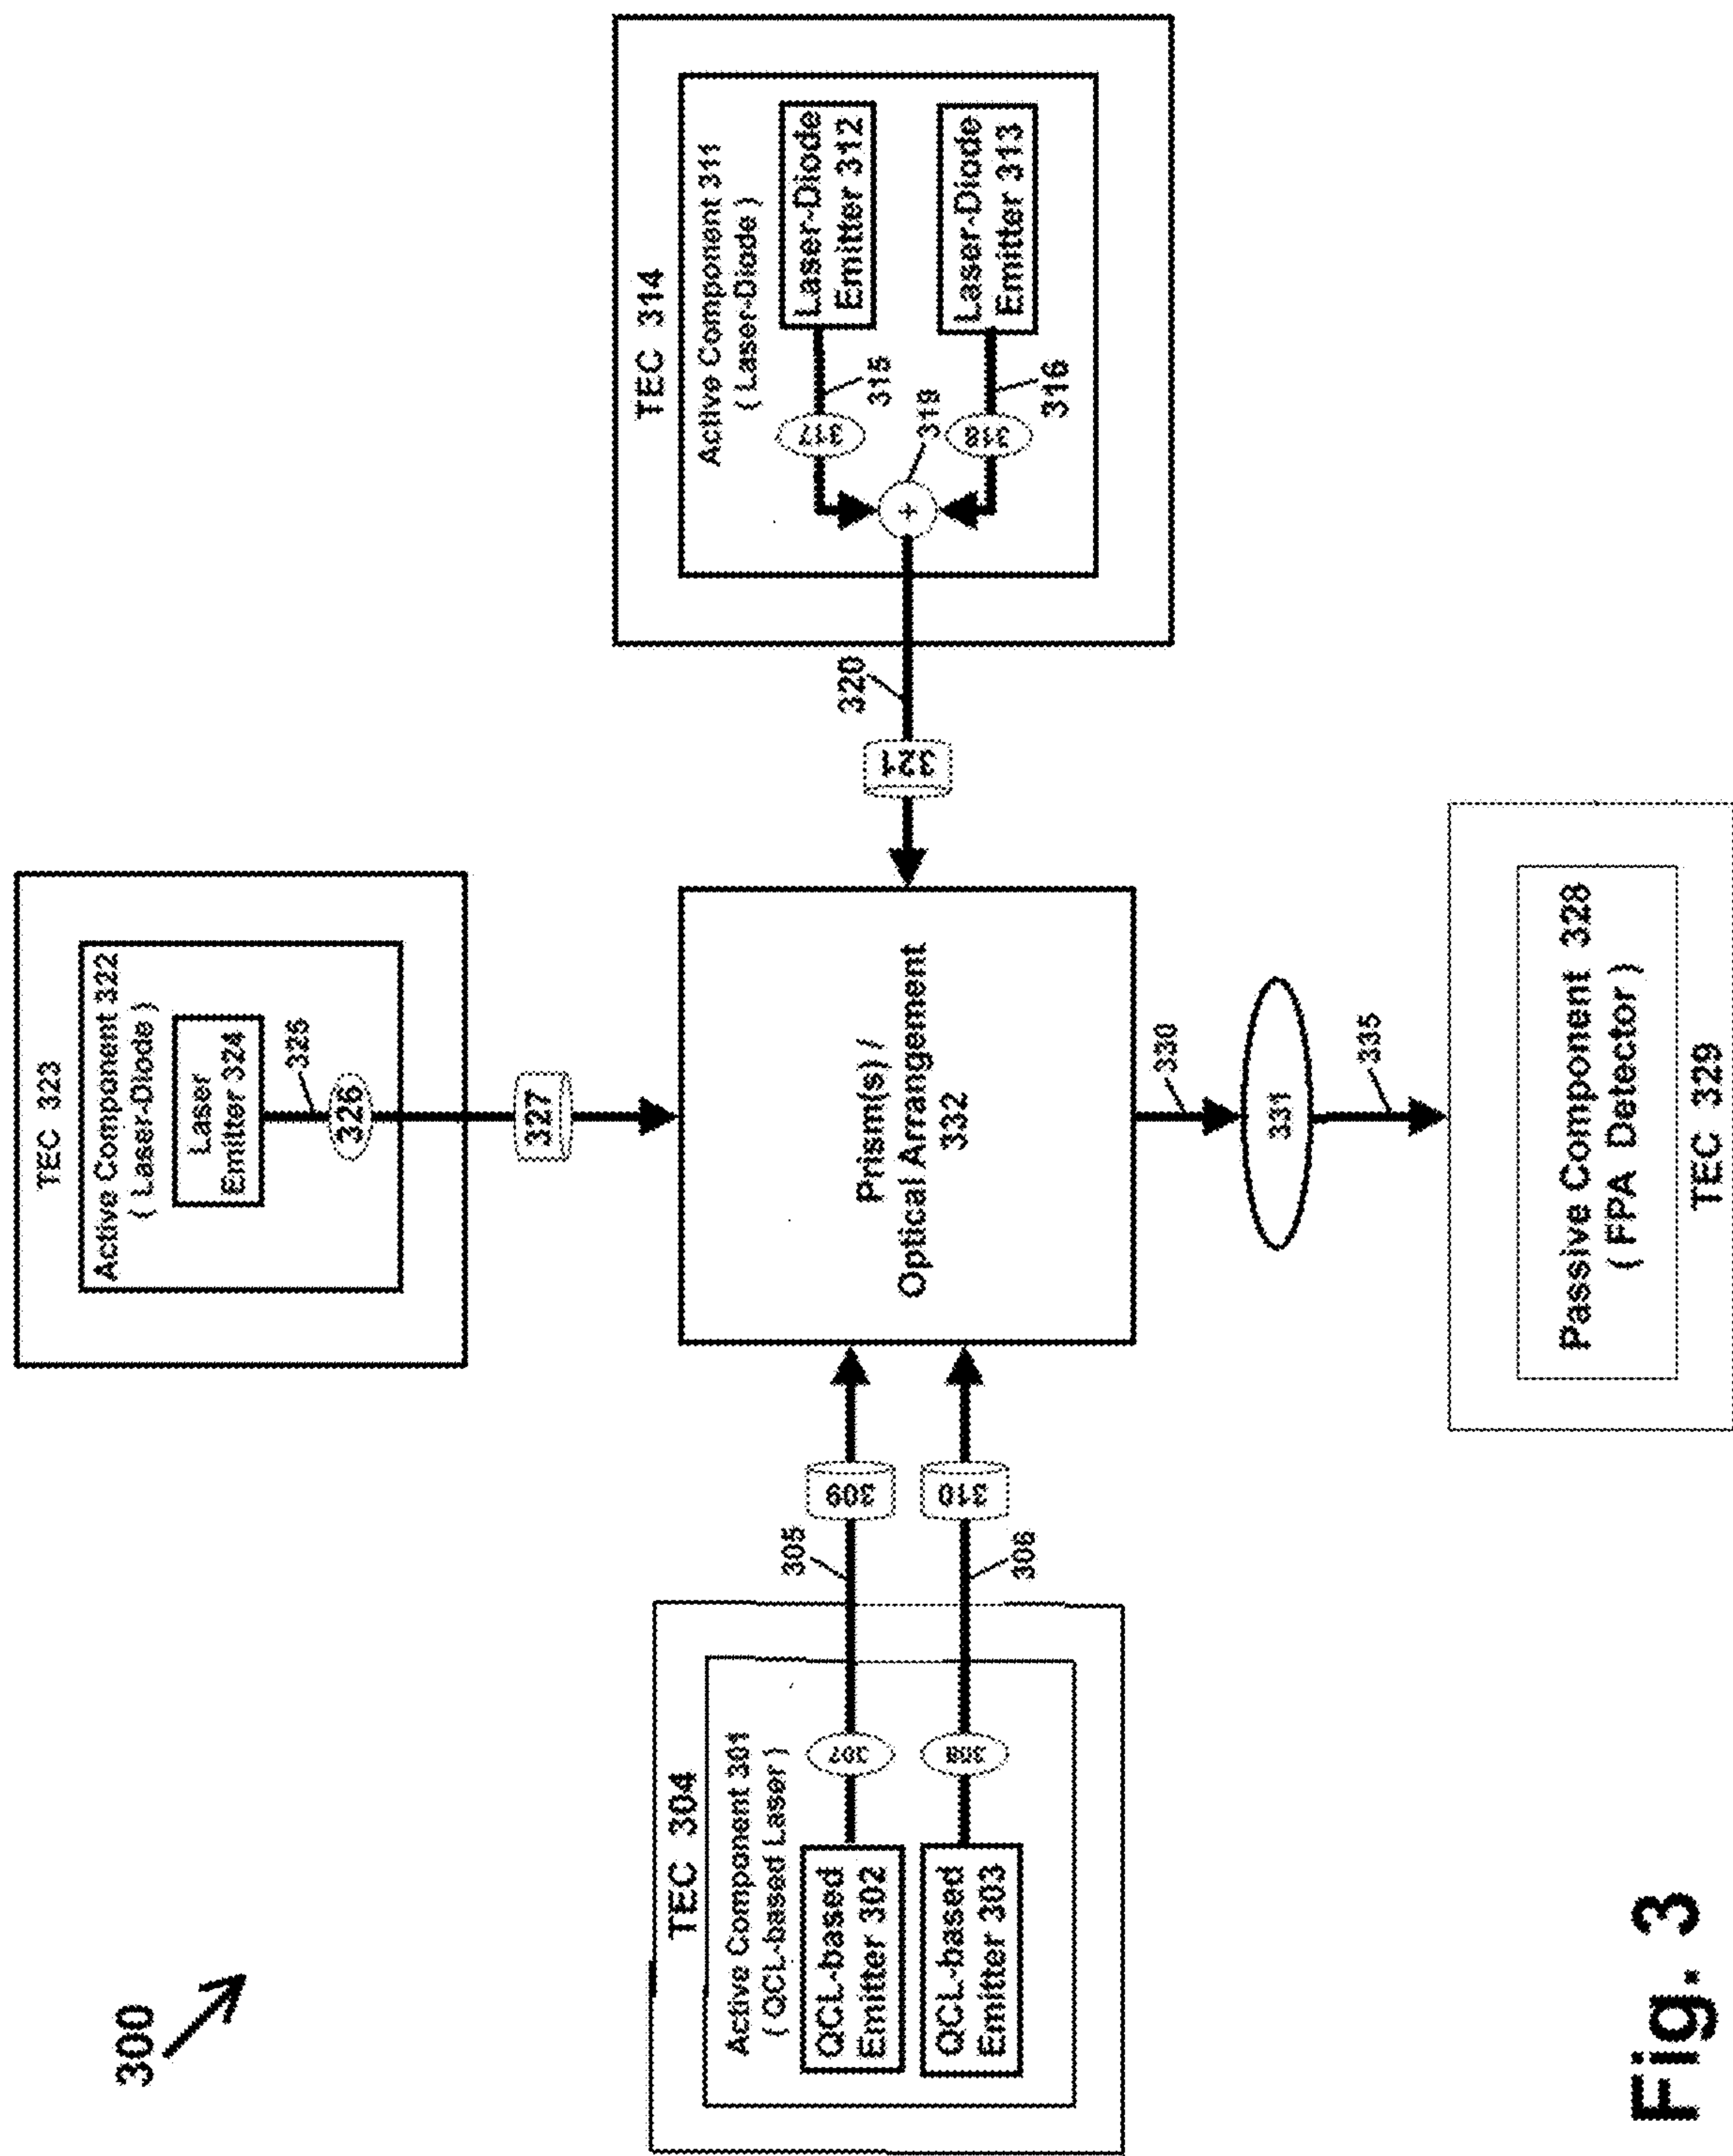 300
TEC 323
Active Component 322
( Laser-Diode )
Laser
Emitter 324
325
326
327
TEC 304
Active Component 301
( QCL-based Laser )
QCL-based
Emitter 302
QCL-based
Emitter 303
307
308
305
306
309
310
Prism(s) /
Optical Arrangement
332
TEC 314
Active Component 311
( Laser-Diode )
Laser-Diode
Emitter 312
Laser-Diode
Emitter 313
315
316
317
318
319
+
320
321
330
331
335
Passive Component 328
( FPA Detector )
TEC 329
Fig. 3